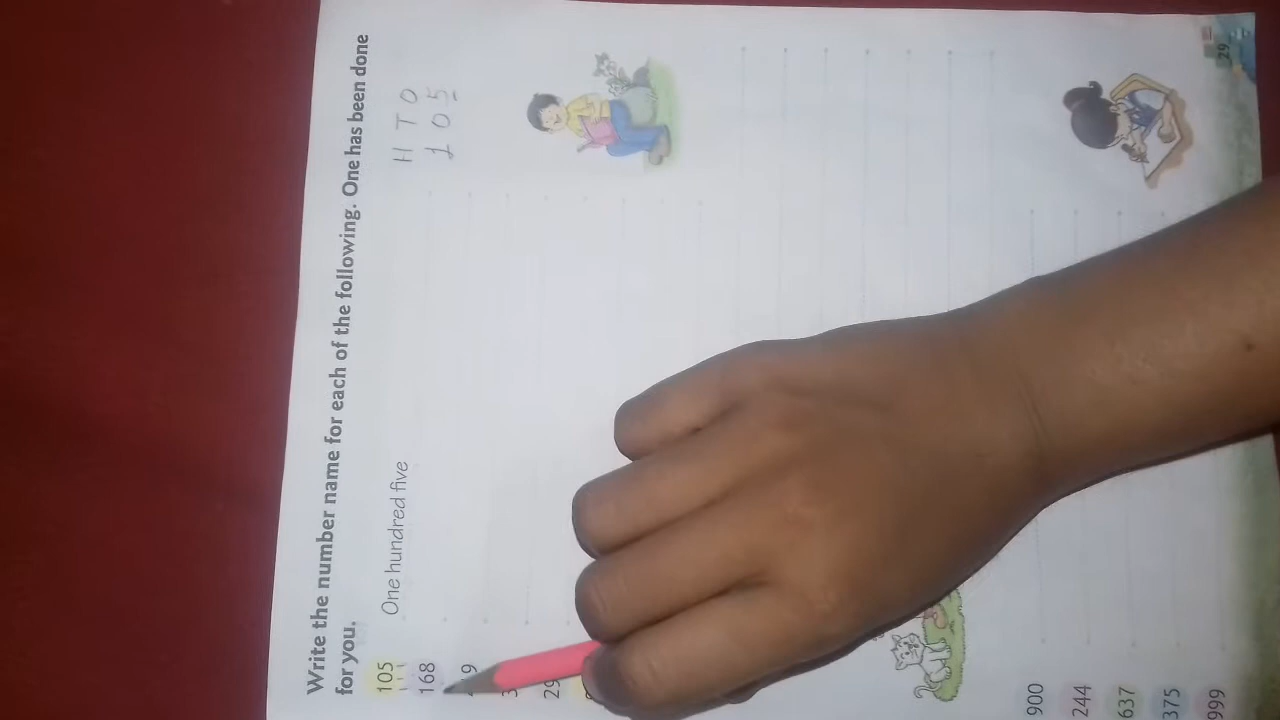 Write the number name for each of the following. One has been done
for you.
105 One hundred five
H T O
1 0 5
168
900
244
637
375
999
29